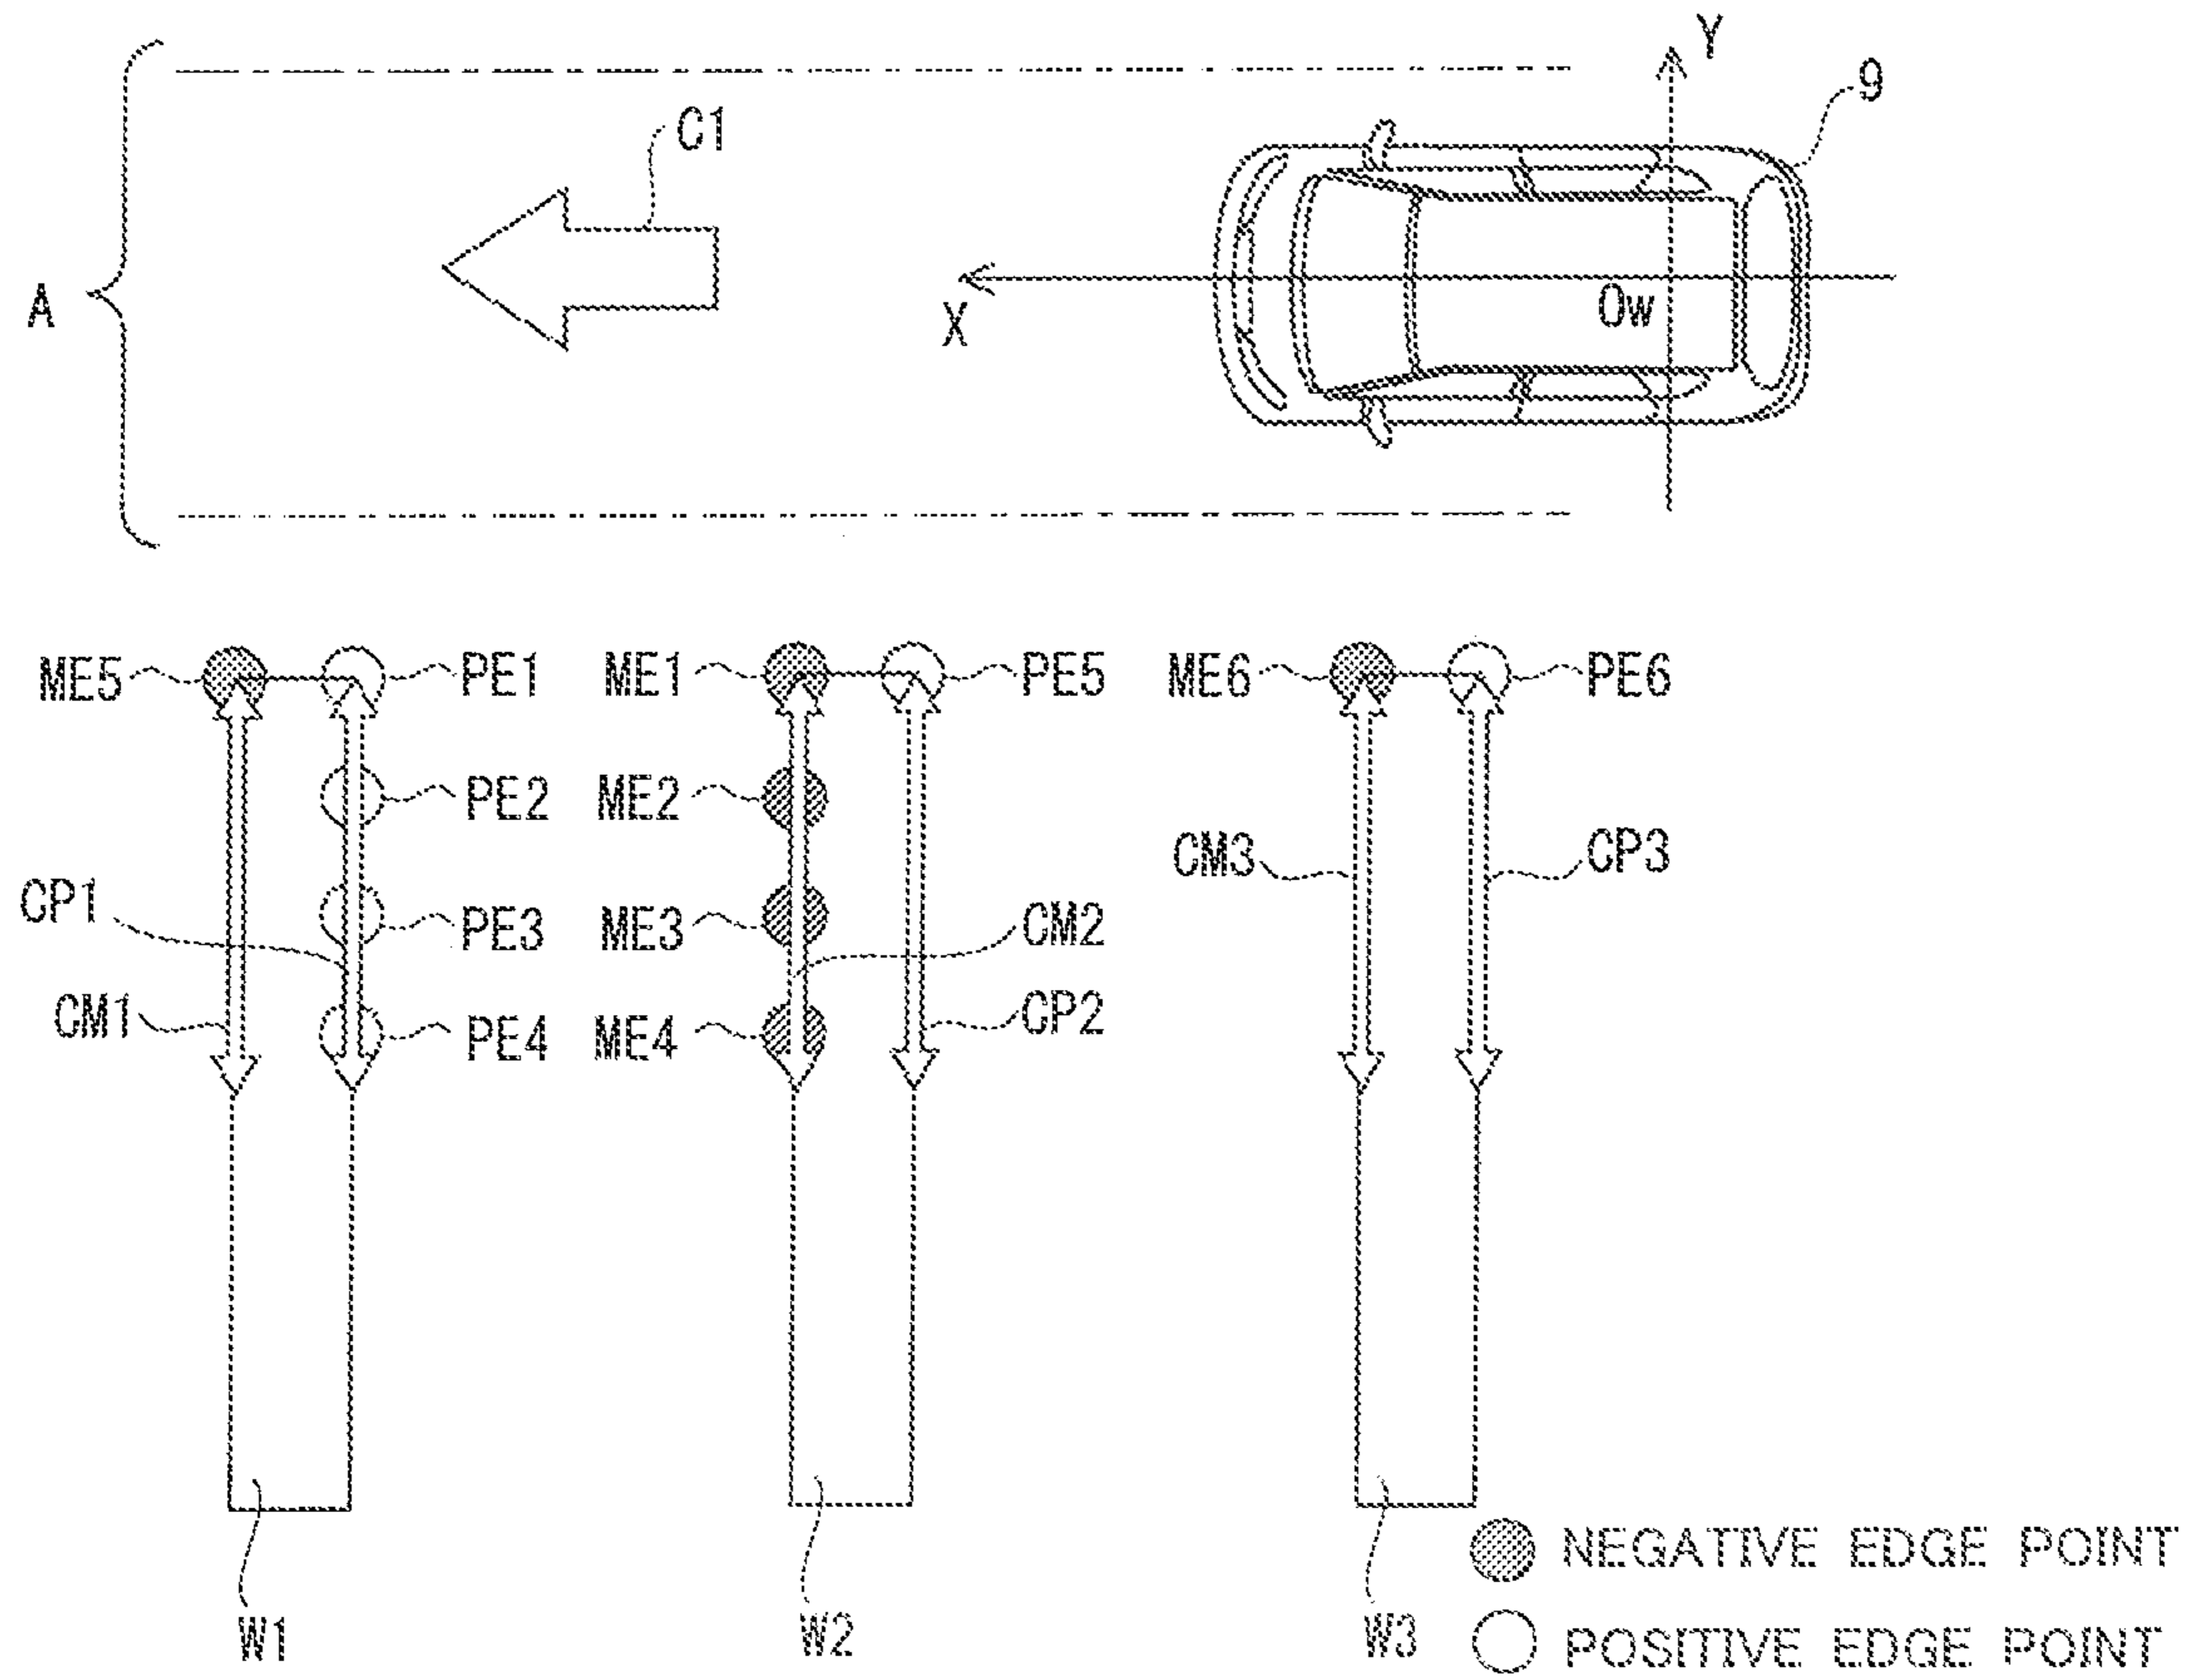 Y
9
C1
A
X
Ow
ME5
PE1
ME1
PE5
ME6
PE6
PE2
ME2
CM3
CP3
CP1
PE3
ME3
CM2
CM1
PE4
ME4
CP2
NEGATIVE EDGE POINT
W1
W2
W3
POSITIVE EDGE POINT